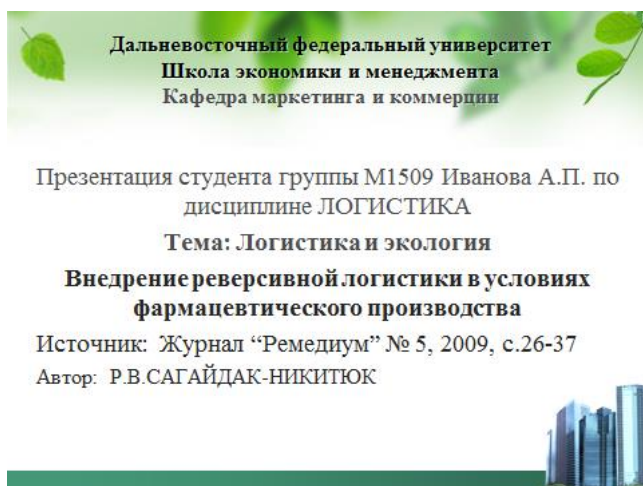 Дальневосточный федеральный университет
Школа экономики и менеджмента
Кафедра маркетинга и коммерции
Презентация студента группы М1509 Иванова А.П. по
дисциплине ЛОГИСТИКА
Тема: Логистика и экология
Внедрение реверсивной логистики в условиях
фармацевтического производства
Источник: Журнал “Ремедиум” № 5, 2009, с.26-37
Автор: Р.В.САГАЙДАК-НИКИТЮК